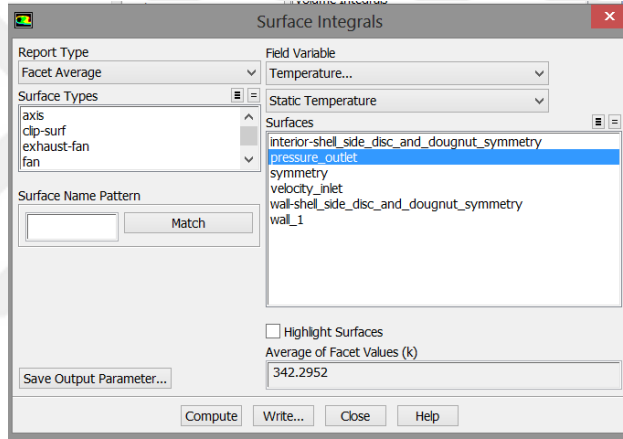 Surface Integrals
x
Report Type
Facet Average
Surface Types
axis
clip-surf
exhaust-fan
fan
Surface Name Pattern
Match
Save Output Parameter...
Field Variable
Temperature...
Static Temperature
Surfaces
interior-shell_side_disc_and_dougnut_symmetry
pressure_outlet
symmetry
velocity_inlet
wall-shell_side_disc_and_dougnut_symmetry
wall_1
Highlight Surfaces
Average of Facet Values (k)
342.2952
Compute
Write...
Close
Help